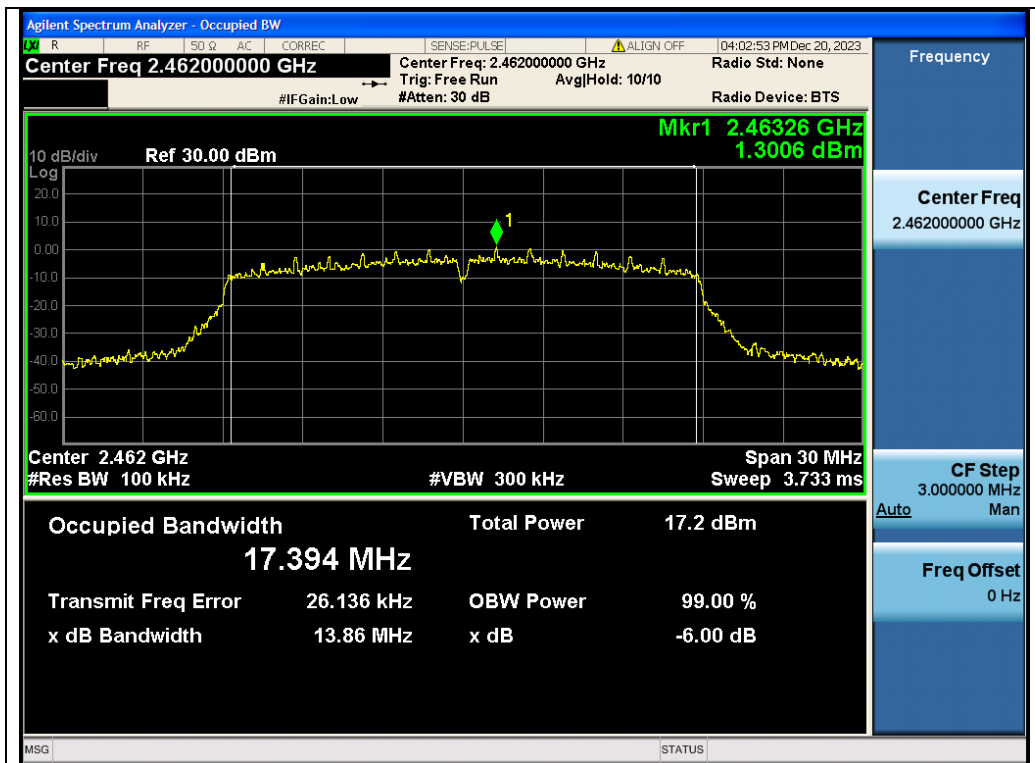 Agilent Spectrum Analyzer - Occupied BW
LXI R RF 50 Ω AC CORREC SENSE:PULSE ALIGN OFF 04:02:53 PM Dec 20, 2023
Center Freq 2.462000000 GHz Center Freq: 2.462000000 GHz Radio Std: None
Trig: Free Run Avg|Hold: 10/10
#IFGain:Low #Atten: 30 dB Radio Device: BTS
Mkr1 2.46326 GHz
1.3006 dBm
10 dB/div Ref 30.00 dBm
Log
20.0
10.0
0.00
-10.0
-20.0
-30.0
-40.0
-50.0
-60.0
1
Center 2.462 GHz Span 30 MHz
#Res BW 100 kHz #VBW 300 kHz Sweep 3.733 ms
Occupied Bandwidth Total Power 17.2 dBm
17.394 MHz
Transmit Freq Error 26.136 kHz OBW Power 99.00 %
x dB Bandwidth 13.86 MHz x dB -6.00 dB
Frequency
Center Freq
2.462000000 GHz
CF Step
3.000000 MHz
Auto Man
Freq Offset
0 Hz
MSG STATUS